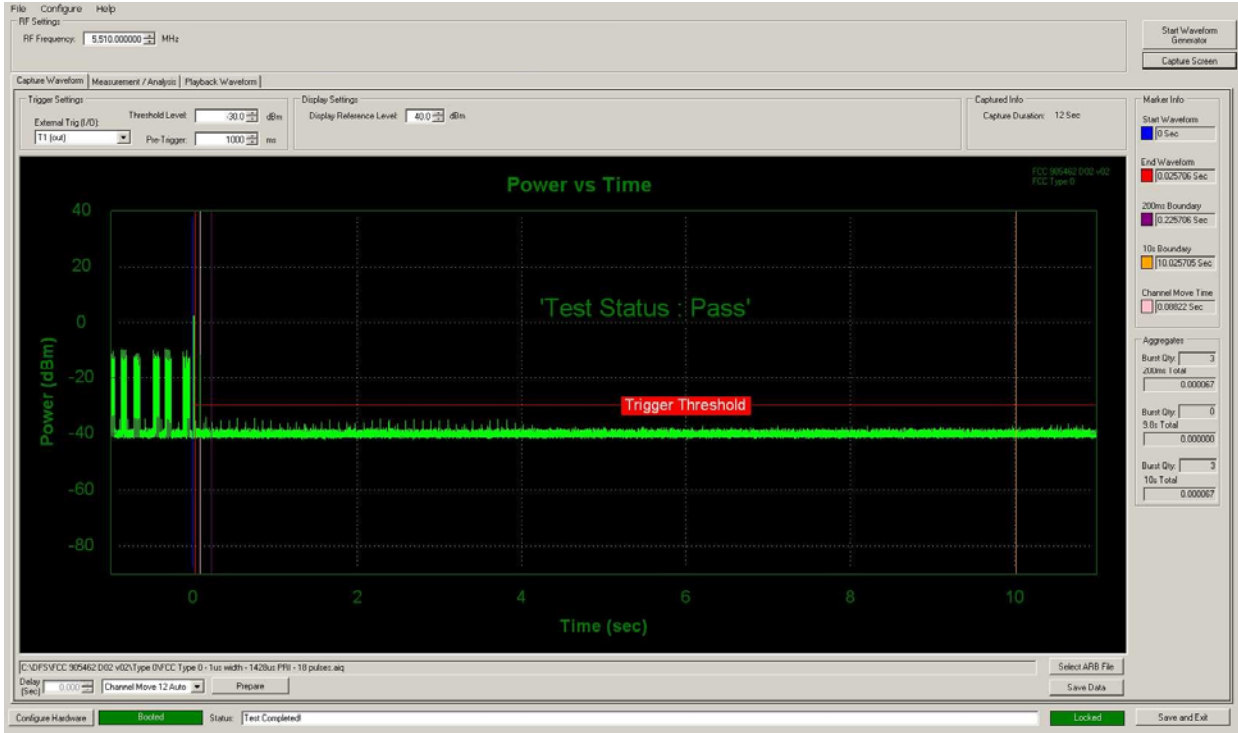 File Configure Help
RF Settings
RF Frequency: 5,510.000000 MHz
Start Waveform
Generator
Capture Screen
Capture Waveform Measurement / Analysis Playback Waveform
Trigger Settings
External Trig (I/O):
T1 (out)
Threshold Level: -30.0 dBm
Pre-Trigger: 1000 ms
Display Settings
Display Reference Level: 40.0 dBm
Captured Info
Capture Duration: 12 Sec
Marker Info
Start Waveform
0 Sec
End Waveform
0.025706 Sec
200ms Boundary
0.225706 Sec
10s Boundary
10.025705 Sec
Channel Move Time
0.08822 Sec
Aggregates
Burst Qty: 3
200ms Total
0.000067
Burst Qty: 0
9.8s Total
0.000000
Burst Qty: 3
10s Total
0.000067
Power vs Time
FCC 905462 D02 v02
FCC Type 0
Power (dBm)
40
20
0
-20
-40
-60
-80
'Test Status : Pass'
Trigger Threshold
0 2 4 6 8 10
Time (sec)
C:\DFS\FCC 905462 D02 v02\Type 0\FCC Type 0 - 1us width - 1428us PRI - 18 pulses.aiq
Select ARB File
Delay
(Sec) 0.000 Channel Move 12 Auto Prepare
Save Data
Configure Hardware Booted Status: Test Completed! Locked Save and Exit